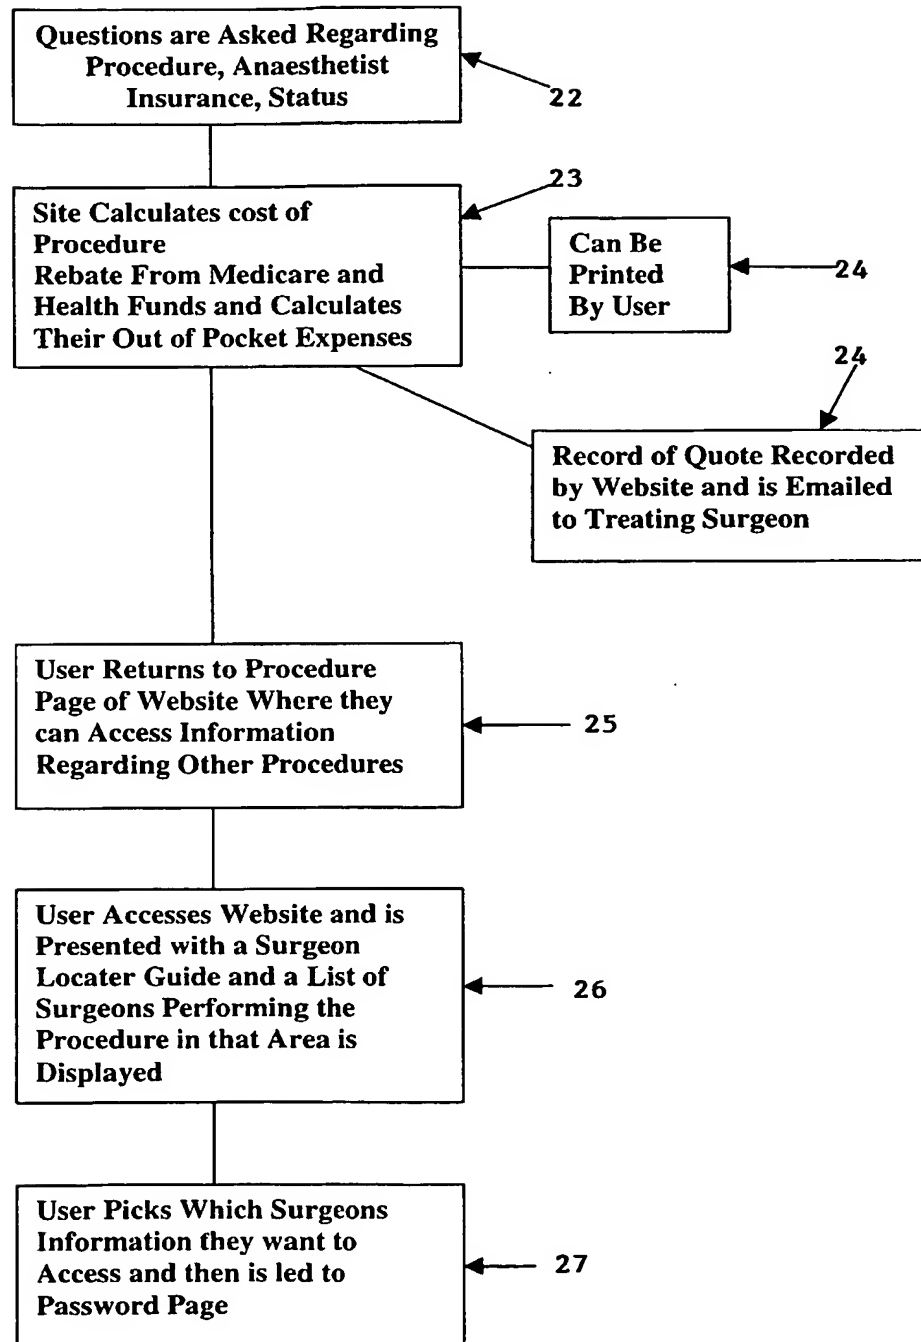 Questions are Asked Regarding
Procedure, Anaesthetist
Insurance, Status
22
23
Site Calculates cost of
Procedure
Rebate From Medicare and
Health Funds and Calculates
Their Out of Pocket Expenses
Can Be
Printed
By User
24
24
Record of Quote Recorded
by Website and is Emailed
to Treating Surgeon
User Returns to Procedure
Page of Website Where they
can Access Information
Regarding Other Procedures
25
User Accesses Website and is
Presented with a Surgeon
Locater Guide and a List of
Surgeons Performing the
Procedure in that Area is
Displayed
26
User Picks Which Surgeons
Information they want to
Access and then is led to
Password Page
27